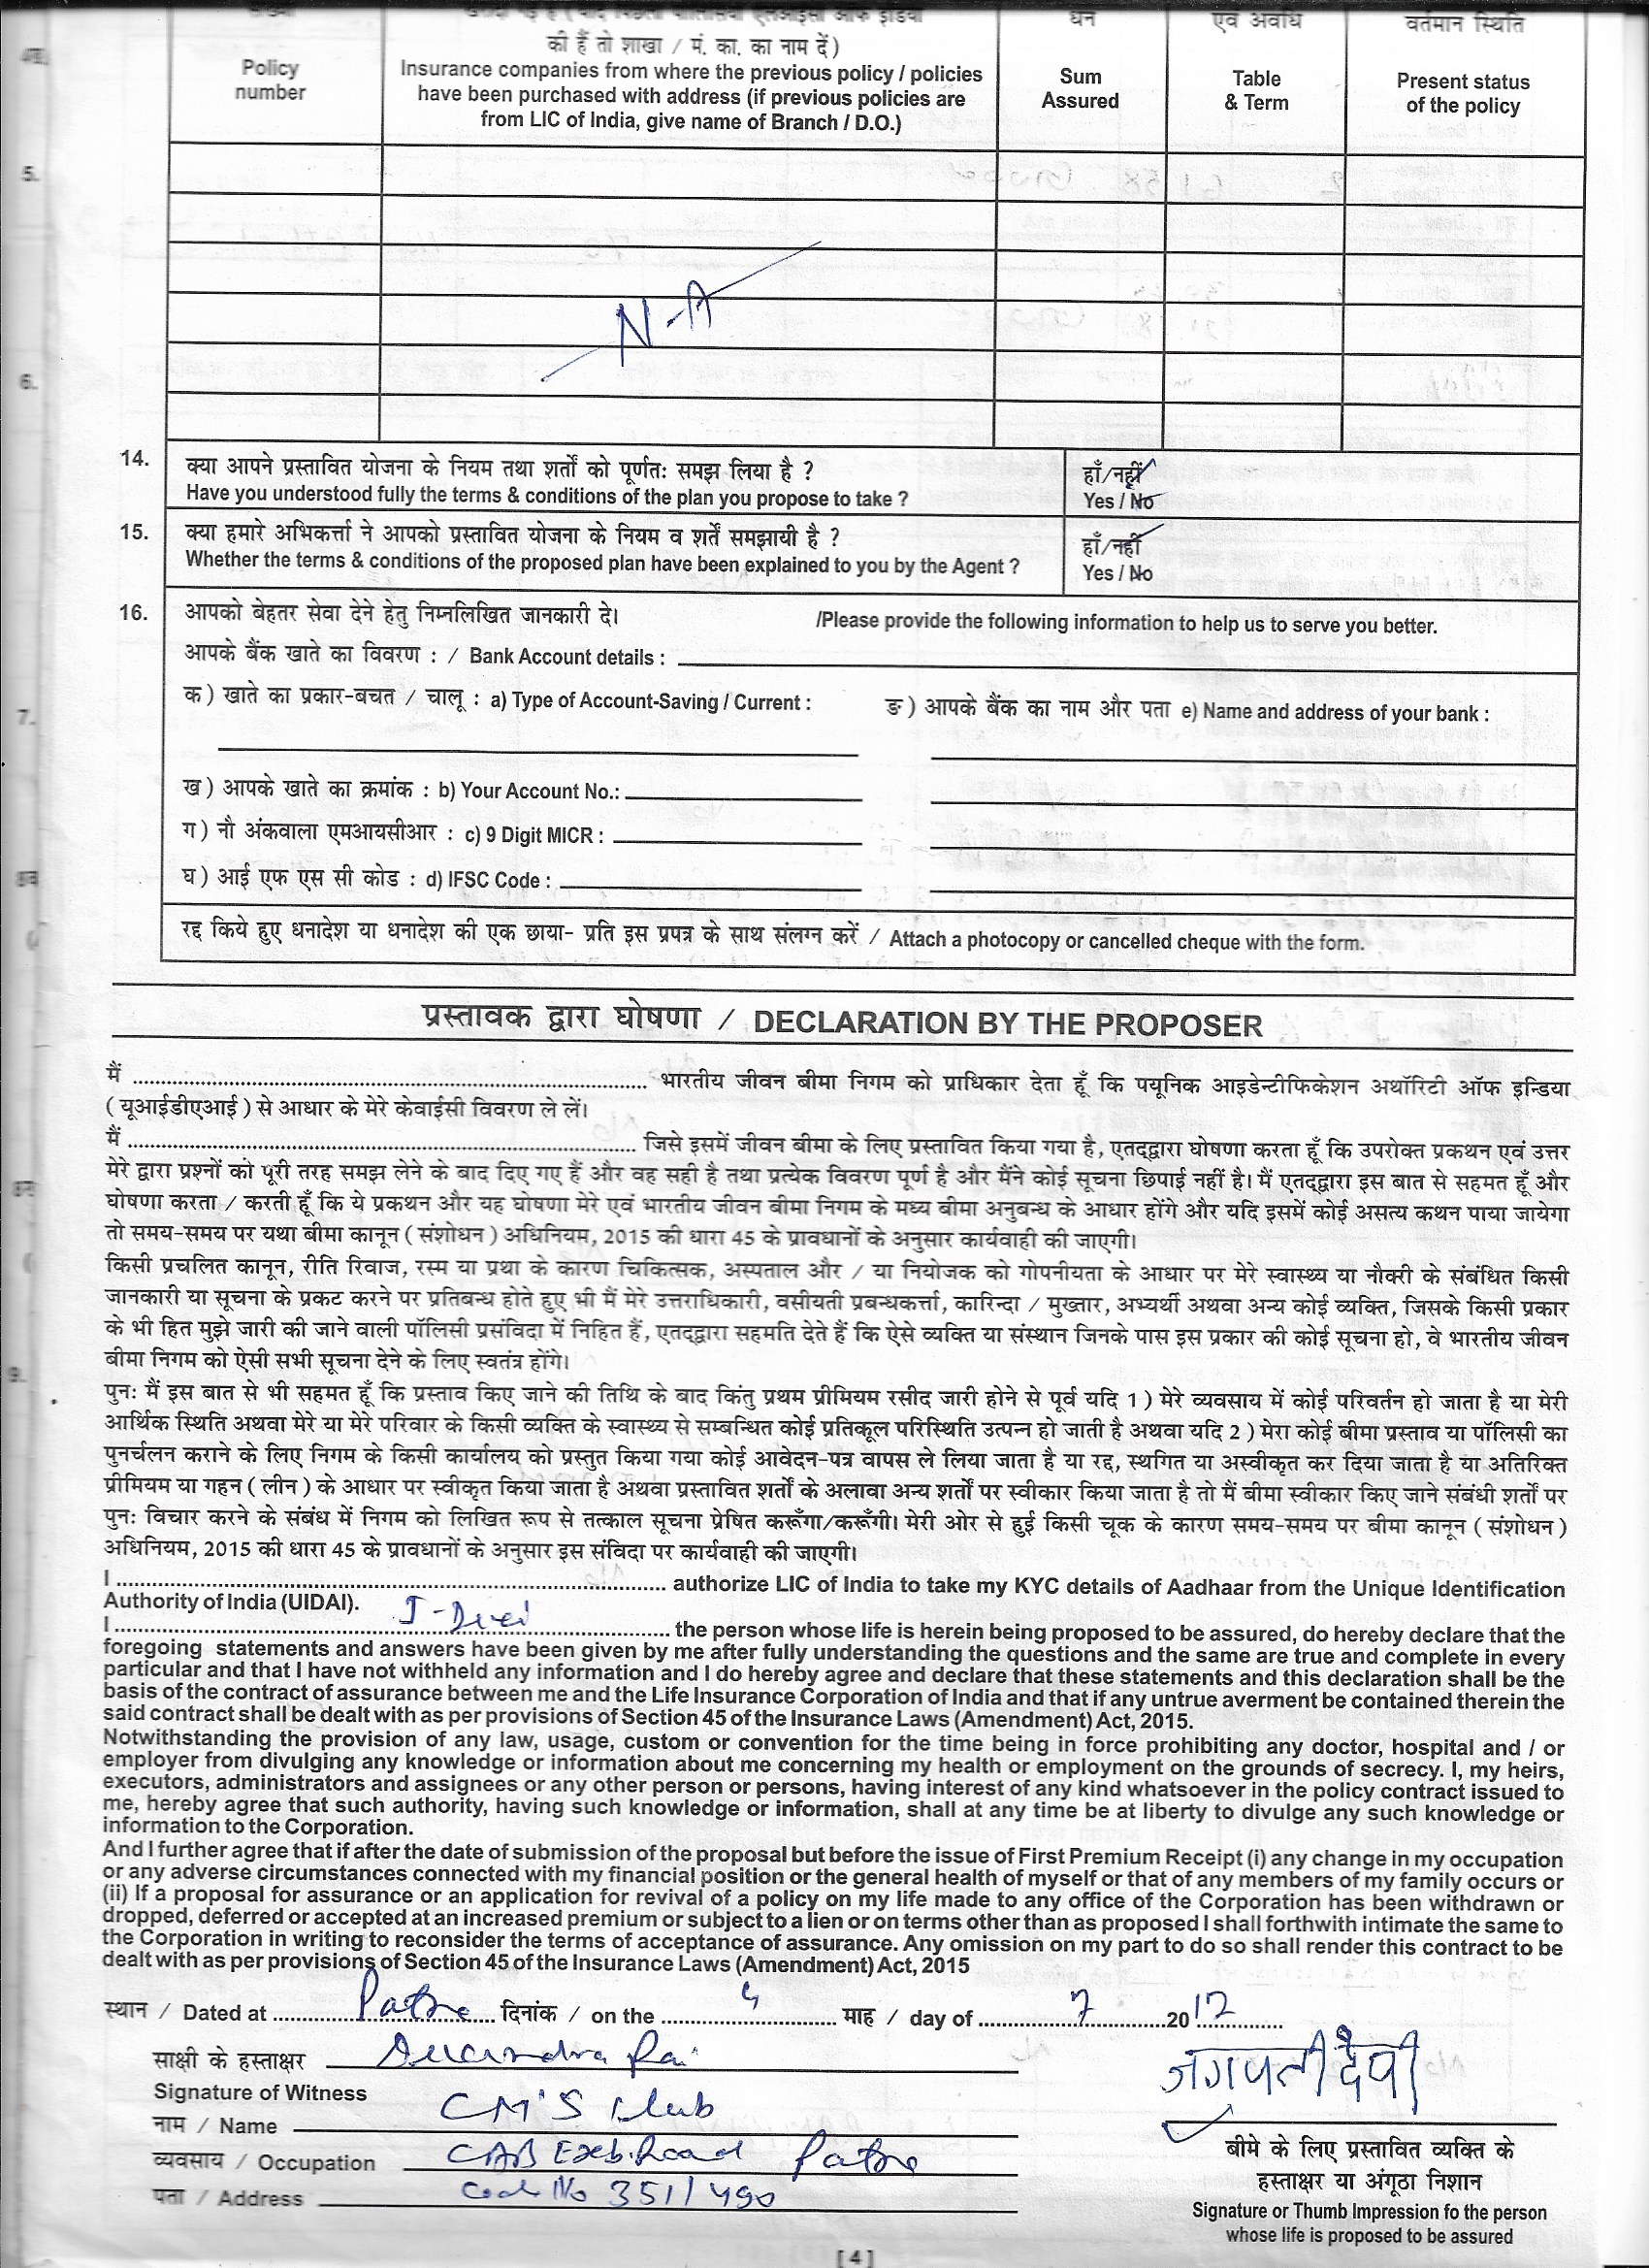 धन
एवं अवधि
वर्तमान स्थिति
की हैं तो शाखा / मं. का. का नाम दें)
Policy number
Insurance companies from where the previous policy / policies have been purchased with address (if previous policies are from LIC of India, give name of Branch / D.O.)
Sum Assured
Table & Term
Present status of the policy
5.
N-A
6.
14. क्या आपने प्रस्तावित योजना के नियम तथा शर्तों को पूर्णतः समझ लिया है ? हाँ/नहीं
Have you understood fully the terms & conditions of the plan you propose to take ? Yes / No
15. क्या हमारे अभिकर्त्ता ने आपको प्रस्तावित योजना के नियम व शर्तें समझायी है ? हाँ/नहीं
Whether the terms & conditions of the proposed plan have been explained to you by the Agent ? Yes / No
16. आपको बेहतर सेवा देने हेतु निम्नलिखित जानकारी दे। /Please provide the following information to help us to serve you better.
आपके बैंक खाते का विवरण : / Bank Account details :
7.
क) खाते का प्रकार-बचत / चालू : a) Type of Account-Saving / Current : ङ) आपके बैंक का नाम और पता e) Name and address of your bank :
ख) आपके खाते का क्रमांक : b) Your Account No.:
ग) नौ अंकवाला एमआयसीआर : c) 9 Digit MICR :
घ) आई एफ एस सी कोड : d) IFSC Code :
रद्द किये हुए धनादेश या धनादेश की एक छाया- प्रति इस प्रपत्र के साथ संलग्न करें / Attach a photocopy or cancelled cheque with the form.
प्रस्तावक द्वारा घोषणा / DECLARATION BY THE PROPOSER
मैं ........ भारतीय जीवन बीमा निगम को प्राधिकार देता हूँ कि पयूनिक आइडेन्टीफिकेशन अथॉरिटी ऑफ इन्डिया
(यूआईडीएआई) से आधार के मेरे केवाईसी विवरण ले लें।
मैं ........ जिसे इसमें जीवन बीमा के लिए प्रस्तावित किया गया है, एतद्द्वारा घोषणा करता हूँ कि उपरोक्त प्रकथन एवं उत्तर
मेरे द्वारा प्रश्नों को पूरी तरह समझ लेने के बाद दिए गए हैं और वह सही है तथा प्रत्येक विवरण पूर्ण है और मैंने कोई सूचना छिपाई नहीं है। मैं एतद्द्वारा इस बात से सहमत हूँ और
घोषणा करता / करती हूँ कि ये प्रकथन और यह घोषणा मेरे एवं भारतीय जीवन बीमा निगम के मध्य बीमा अनुबन्ध के आधार होंगे और यदि इसमें कोई असत्य कथन पाया जायेगा
तो समय-समय पर यथा बीमा कानून (संशोधन) अधिनियम, 2015 की धारा 45 के प्रावधानों के अनुसार कार्यवाही की जाएगी।
किसी प्रचलित कानून, रीति रिवाज, रस्म या प्रथा के कारण चिकित्सक, अस्पताल और / या नियोजक को गोपनीयता के आधार पर मेरे स्वास्थ्य या नौकरी के संबंधित किसी
जानकारी या सूचना के प्रकट करने पर प्रतिबन्ध होते हुए भी मैं मेरे उत्तराधिकारी, वसीयती प्रबन्धकर्त्ता, कारिन्दा / मुख्तार, अभ्यर्थी अथवा अन्य कोई व्यक्ति, जिसके किसी प्रकार
के भी हित मुझे जारी की जाने वाली पॉलिसी प्रसंविदा में निहित हैं, एतद्द्वारा सहमति देते हैं कि ऐसे व्यक्ति या संस्थान जिनके पास इस प्रकार की कोई सूचना हो, वे भारतीय जीवन
बीमा निगम को ऐसी सभी सूचना देने के लिए स्वतंत्र होंगे।
9.
पुनः मैं इस बात से भी सहमत हूँ कि प्रस्ताव किए जाने की तिथि के बाद किंतु प्रथम प्रीमियम रसीद जारी होने से पूर्व यदि 1) मेरे व्यवसाय में कोई परिवर्तन हो जाता है या मेरी
आर्थिक स्थिति अथवा मेरे या मेरे परिवार के किसी व्यक्ति के स्वास्थ्य से सम्बन्धित कोई प्रतिकूल परिस्थिति उत्पन हो जाती है अथवा यदि 2) मेरा कोई बीमा प्रस्ताव या पॉलिसी का
पुनर्चलन कराने के लिए निगम के किसी कार्यालय को प्रस्तुत किया गया कोई आवेदन-पत्र वापस ले लिया जाता है या रद्द, स्थगित या अस्वीकृत कर दिया जाता है या अतिरिक्त
प्रीमियम या गहन (लीन) के आधार पर स्वीकृत किया जाता है अथवा प्रस्तावित शर्तों के अलावा अन्य शर्तों पर स्वीकार किया जाता है तो मैं बीमा स्वीकार किए जाने संबंधी शर्तों पर
पुनः विचार करने के संबंध में निगम को लिखित रूप से तत्काल सूचना प्रेषित करूँगा/करूँगी। मेरी ओर से हुई किसी चूक के कारण समय-समय पर बीमा कानून (संशोधन)
अधिनियम, 2015 की धारा 45 के प्रावधानों के अनुसार इस संविदा पर कार्यवाही की जाएगी।
I ........ authorize LIC of India to take my KYC details of Aadhaar from the Unique Identification
Authority of India (UIDAI).
I ........ J-Devi ........ the person whose life is herein being proposed to be assured, do hereby declare that the
foregoing statements and answers have been given by me after fully understanding the questions and the same are true and complete in every
particular and that I have not withheld any information and I do hereby agree and declare that these statements and this declaration shall be the
basis of the contract of assurance between me and the Life Insurance Corporation of India and that if any untrue averment be contained therein the
said contract shall be dealt with as per provisions of Section 45 of the Insurance Laws (Amendment) Act, 2015.
Notwithstanding the provision of any law, usage, custom or convention for the time being in force prohibiting any doctor, hospital and / or
employer from divulging any knowledge or information about me concerning my health or employment on the grounds of secrecy. I, my heirs,
executors, administrators and assignees or any other person or persons, having interest of any kind whatsoever in the policy contract issued to
me, hereby agree that such authority, having such knowledge or information, shall at any time be at liberty to divulge any such knowledge or
information to the Corporation.
And I further agree that if after the date of submission of the proposal but before the issue of First Premium Receipt (i) any change in my occupation
or any adverse circumstances connected with my financial position or the general health of myself or that of any members of my family occurs or
(ii) If a proposal for assurance or an application for revival of a policy on my life made to any office of the Corporation has been withdrawn or
dropped, deferred or accepted at an increased premium or subject to a lien or on terms other than as proposed I shall forthwith intimate the same to
the Corporation in writing to reconsider the terms of acceptance of assurance. Any omission on my part to do so shall render this contract to be
dealt with as per provisions of Section 45 of the Insurance Laws (Amendment) Act, 2015
स्थान / Dated at Patna दिनांक / on the माह / day of 7 2017
साक्षी के हस्ताक्षर
Signature of Witness
CM'S Club
नाम / Name
व्यवसाय / Occupation CAB Exb. Road Patna
पता / Address Code No 351/490
जगपती देवी
बीमे के लिए प्रस्तावित व्यक्ति के
हस्ताक्षर या अंगूठा निशान
Signature or Thumb Impression fo the person
whose life is proposed to be assured
[4]